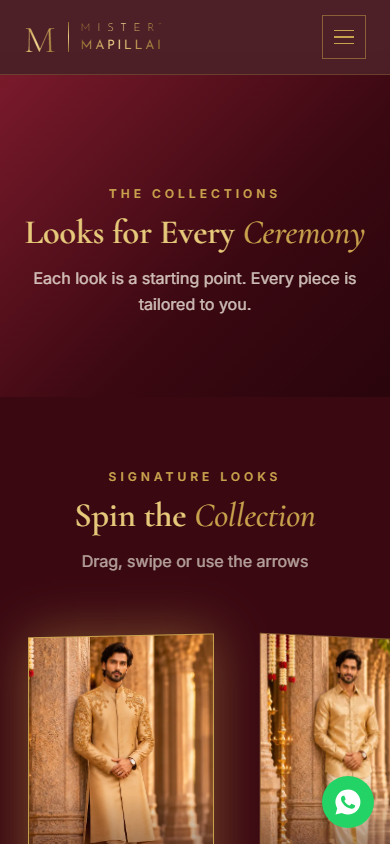 M
MISTER
MAPILLAI
THE COLLECTIONS
Looks for Every Ceremony
Each look is a starting point. Every piece is
tailored to you.
SIGNATURE LOOKS
Spin the Collection
Drag, swipe or use the arrows